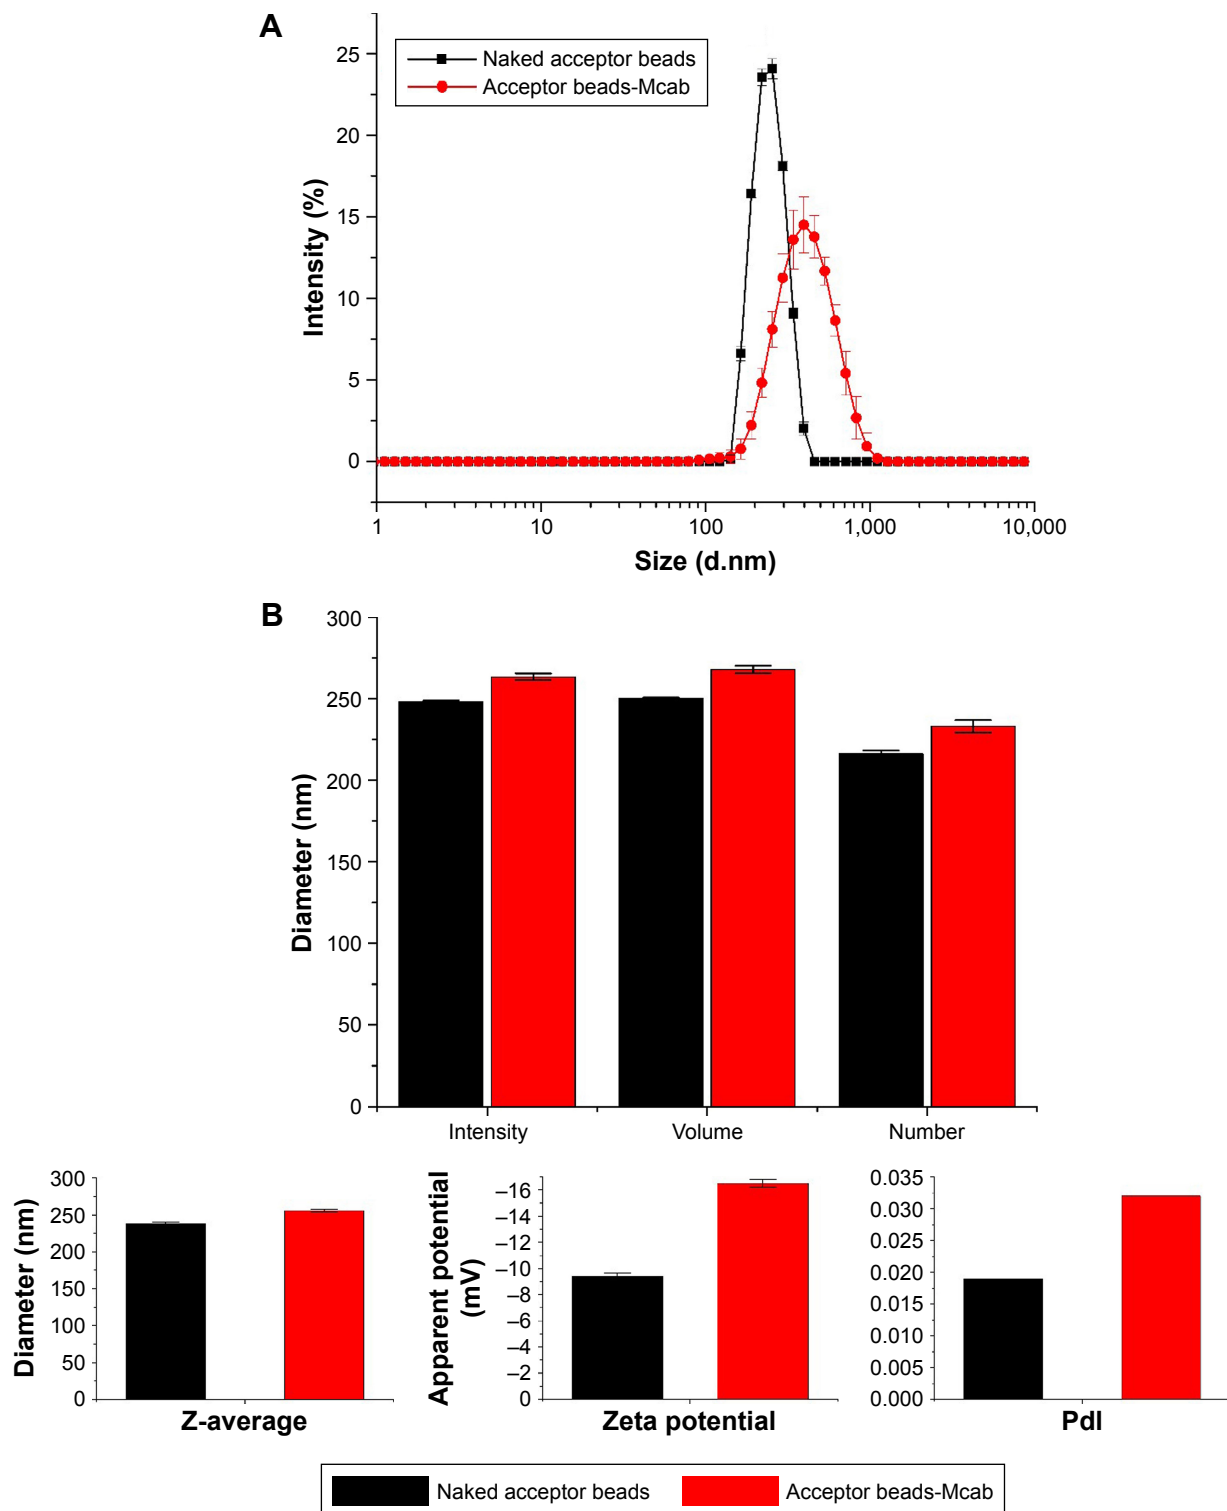 A
Naked acceptor beads
Acceptor beads-Mcab
25
20
15
10
5
0
Intensity (%)
1
10
100
1,000
10,000
Size (d.nm)
B
300
250
200
150
100
50
0
Diameter (nm)
Intensity
Volume
Number
300
250
200
150
100
50
0
Diameter (nm)
Z-average
–16
–14
–12
–10
–8
–6
–4
–2
0
Apparent potential
(mV)
Zeta potential
0.035
0.030
0.025
0.020
0.015
0.010
0.005
0.000
PdI
Naked acceptor beads
Acceptor beads-Mcab